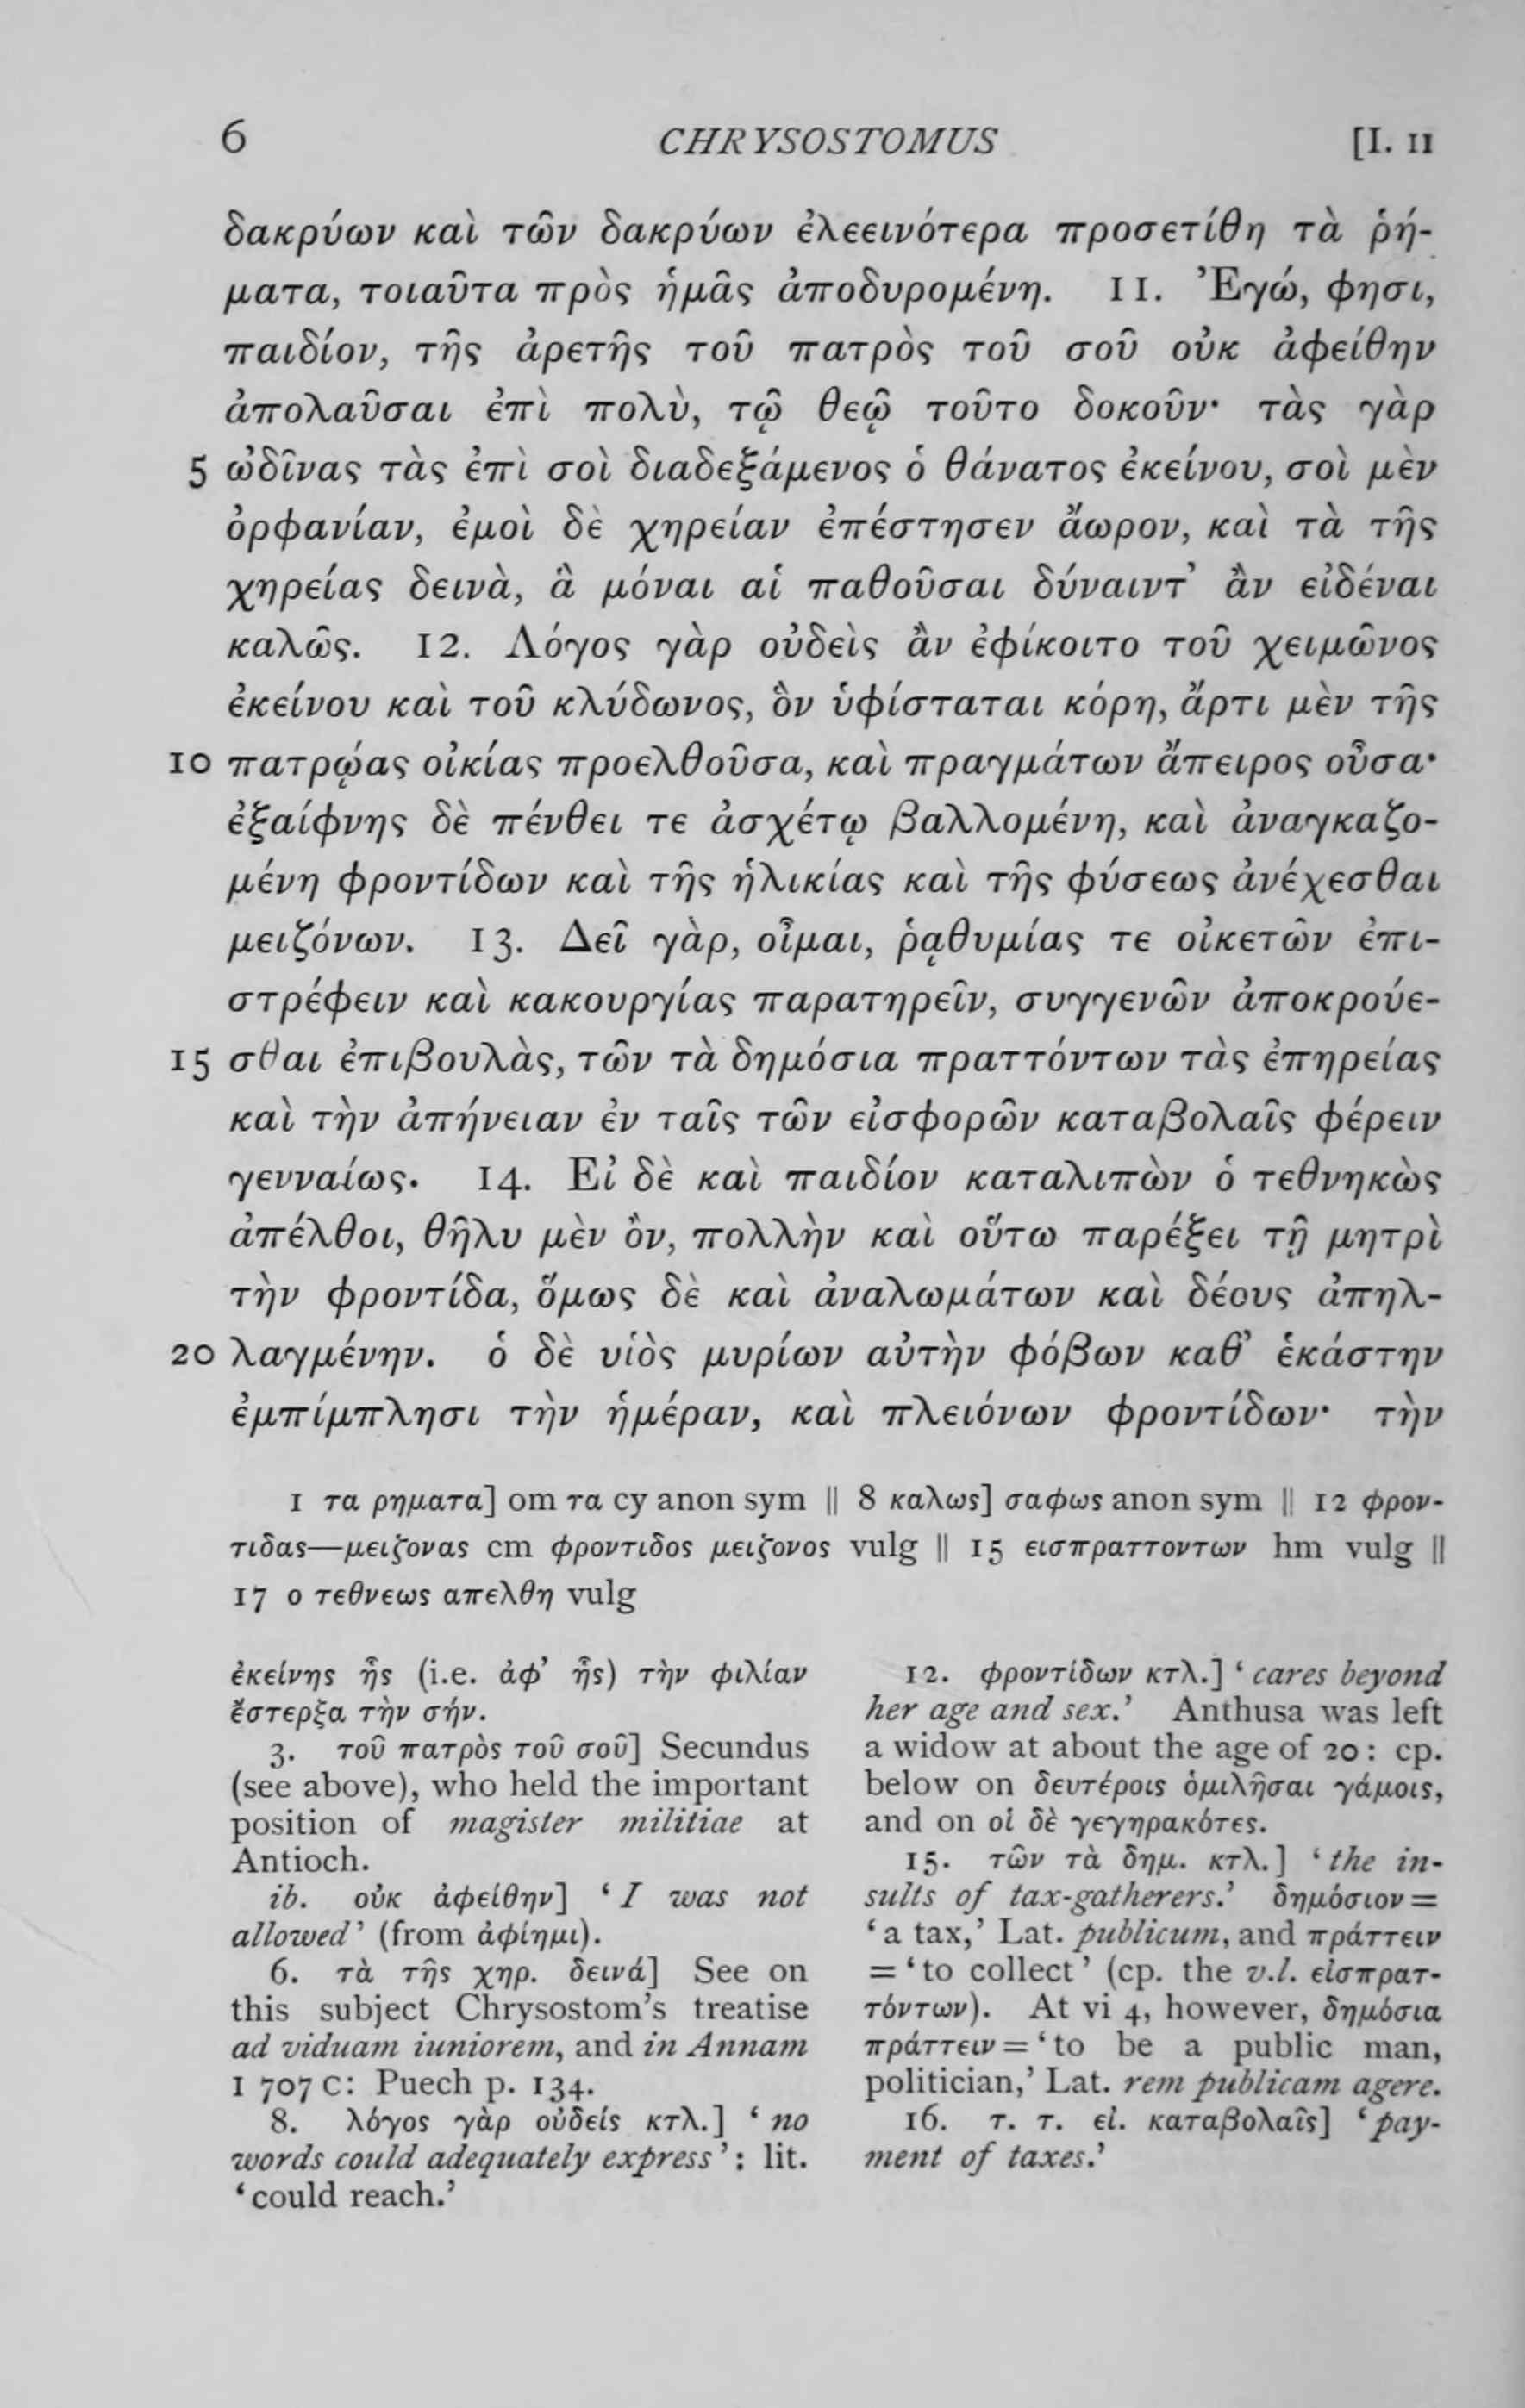 6 CHRYSOSTOMUS [I. 11
δακρύων καὶ τῶν δακρύων ἐλεεινότερα προσετίθη τὰ ῥή-
ματα, τοιαῦτα πρὸς ἡμᾶς ἀποδυρομένη. 11. Ἐγώ, φησι,
παιδίον, τῆς ἀρετῆς τοῦ πατρὸς τοῦ σοῦ οὐκ ἀφείθην
ἀπολαῦσαι ἐπὶ πολὺ, τῷ θεῷ τοῦτο δοκοῦν· τὰς γὰρ
5 ὠδῖνας τὰς ἐπὶ σοὶ διαδεξάμενος ὁ θάνατος ἐκείνου, σοὶ μὲν
ὀρφανίαν, ἐμοὶ δὲ χηρείαν ἐπέστησεν ἄωρον, καὶ τὰ τῆς
χηρείας δεινὰ, ἃ μόναι αἱ παθοῦσαι δύναιντ’ ἂν εἰδέναι
καλῶς. 12. Λόγος γὰρ οὐδεὶς ἂν ἐφίκοιτο τοῦ χειμῶνος
ἐκείνου καὶ τοῦ κλύδωνος, ὃν ὑφίσταται κόρη, ἄρτι μὲν τῆς
10 πατρῴας οἰκίας προελθοῦσα, καὶ πραγμάτων ἄπειρος οὖσα·
ἐξαίφνης δὲ πένθει τε ἀσχέτῳ βαλλομένη, καὶ ἀναγκαζο-
μένη φροντίδων καὶ τῆς ἡλικίας καὶ τῆς φύσεως ἀνέχεσθαι
μειζόνων. 13. Δεῖ γὰρ, οἶμαι, ῥᾳθυμίας τε οἰκετῶν ἐπι-
στρέφειν καὶ κακουργίας παρατηρεῖν, συγγενῶν ἀποκρούε-
15 σθαι ἐπιβουλὰς, τῶν τὰ δημόσια πραττόντων τὰς ἐπηρείας
καὶ τὴν ἀπήνειαν ἐν ταῖς τῶν εἰσφορῶν καταβολαῖς φέρειν
γενναίως. 14. Εἰ δὲ καὶ παιδίον καταλιπὼν ὁ τεθνηκὼς
ἀπέλθοι, θῆλυ μὲν ὂν, πολλὴν καὶ οὕτω παρέξει τῇ μητρὶ
τὴν φροντίδα, ὅμως δὲ καὶ ἀναλωμάτων καὶ δέους ἀπηλ-
20 λαγμένην. ὁ δὲ υἱὸς μυρίων αὐτὴν φόβων καθ’ ἑκάστην
ἐμπίμπλησι τὴν ἡμέραν, καὶ πλειόνων φροντίδων· τὴν
1 τα ρηματα] om τα cy anon sym || 8 καλως] σαφως anon sym || 12 φρον-
τιδας—μειζονας cm φροντιδος μειζονος vulg || 15 εισπραττοντων hm vulg ||
17 ο τεθνεως απελθη vulg
ἐκείνης ἧς (i.e. ἀφ’ ἧς) τὴν φιλίαν
ἔστερξα τὴν σήν.
3. τοῦ πατρὸς τοῦ σοῦ] Secundus
(see above), who held the important
position of magister militiae at
Antioch.
ib. οὐκ ἀφείθην] ‘I was not
allowed’ (from ἀφίημι).
6. τὰ τῆς χηρ. δεινά] See on
this subject Chrysostom’s treatise
ad viduam iuniorem, and in Annam
1 707 C: Puech p. 134.
8. λόγος γὰρ οὐδείς κτλ.] ‘no
words could adequately express’: lit.
‘could reach.’
12. φροντίδων κτλ.] ‘cares beyond
her age and sex.’ Anthusa was left
a widow at about the age of 20: cp.
below on δευτέροις ὁμιλῆσαι γάμοις,
and on οἱ δὲ γεγηρακότες.
15. τῶν τὰ δημ. κτλ.] ‘the in-
sults of tax-gatherers.’ δημόσιον=
‘a tax,’ Lat. publicum, and πράττειν
=‘to collect’ (cp. the v.l. εἰσπρατ-
τόντων). At vi 4, however, δημόσια
πράττειν=‘to be a public man,
politician,’ Lat. rem publicam agere.
16. τ. τ. εἰ. καταβολαῖς] ‘pay-
ment of taxes.’